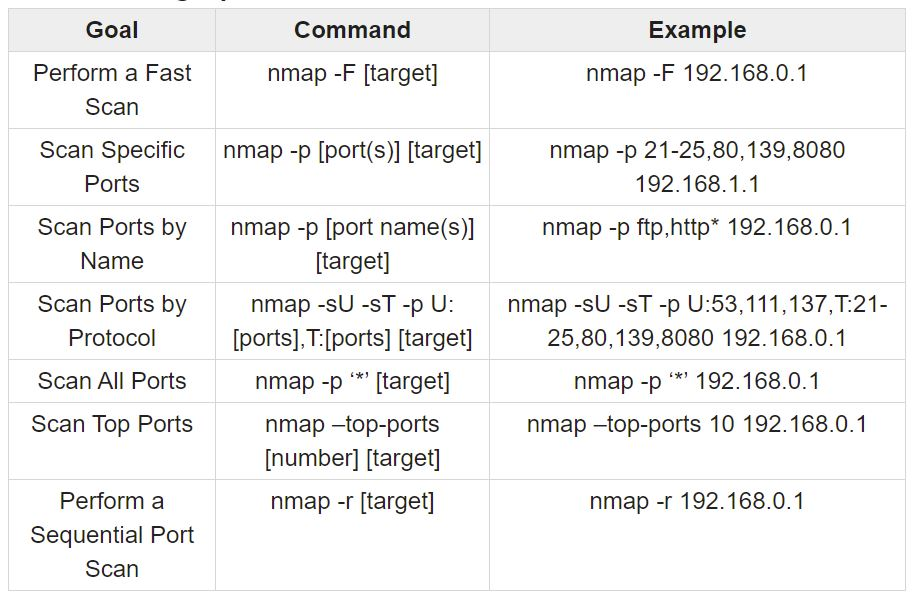 Goal Command Example
Perform a Fast nmap -F [target] nmap -F 192.168.0.1
Scan
Scan Specific nmap -p [port(s)] [target] nmap -p 21-25,80,139,8080
Ports 192.168.1.1
Scan Ports by nmap -p [port name(s)] nmap -p ftp,http* 192.168.0.1
Name [target]
Scan Ports by nmap -sU -sT -p U: nmap -sU -sT -p U:53,111,137,T:21-
Protocol [ports],T:[ports] [target] 25,80,139,8080 192.168.0.1
Scan All Ports nmap -p ‘*’ [target] nmap -p ‘*’ 192.168.0.1
Scan Top Ports nmap –top-ports nmap –top-ports 10 192.168.0.1
[number] [target]
Perform a nmap -r [target] nmap -r 192.168.0.1
Sequential Port
Scan